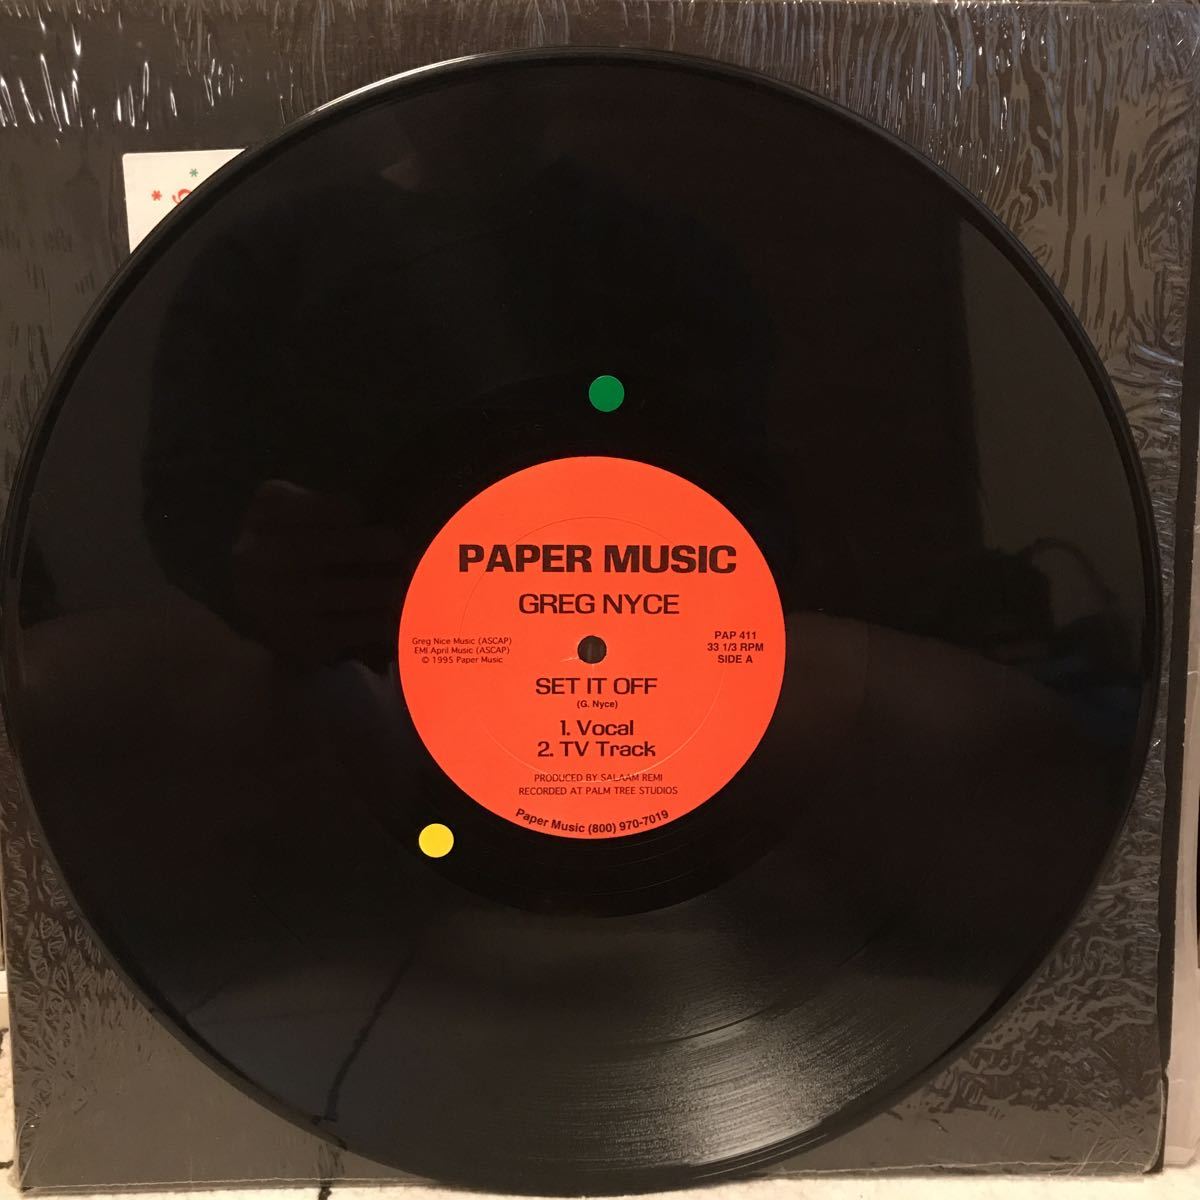 PAPER MUSIC
GREG NYCE
Greg Nice Music (ASCAP)
EMI April Music (ASCAP)
© 1995 Paper Music
PAP 411
33 1/3 RPM
SIDE A
SET IT OFF
(G. Nyce)
1. Vocal
2. TV Track
PRODUCED BY SALAAM REMI
RECORDED AT PALM TREE STUDIOS
Paper Music (800) 970-7019